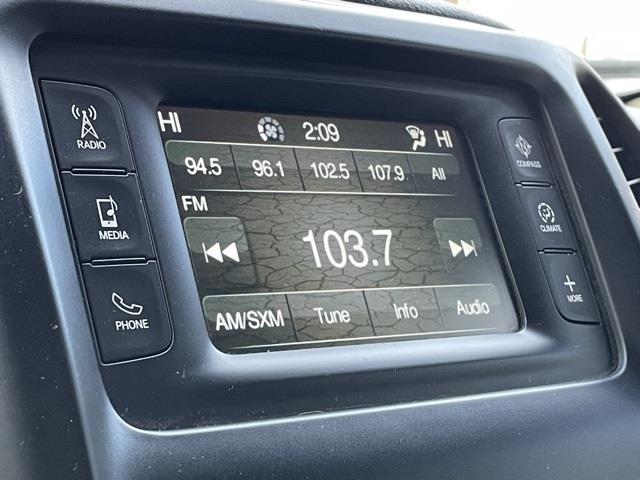 RADIO
MEDIA
PHONE
HI 2:09 HI
94.5 96.1 102.5 107.9 All
FM
103.7
AM/SXM Tune Info Audio
N
COMPASS
CLIMATE
+
MORE